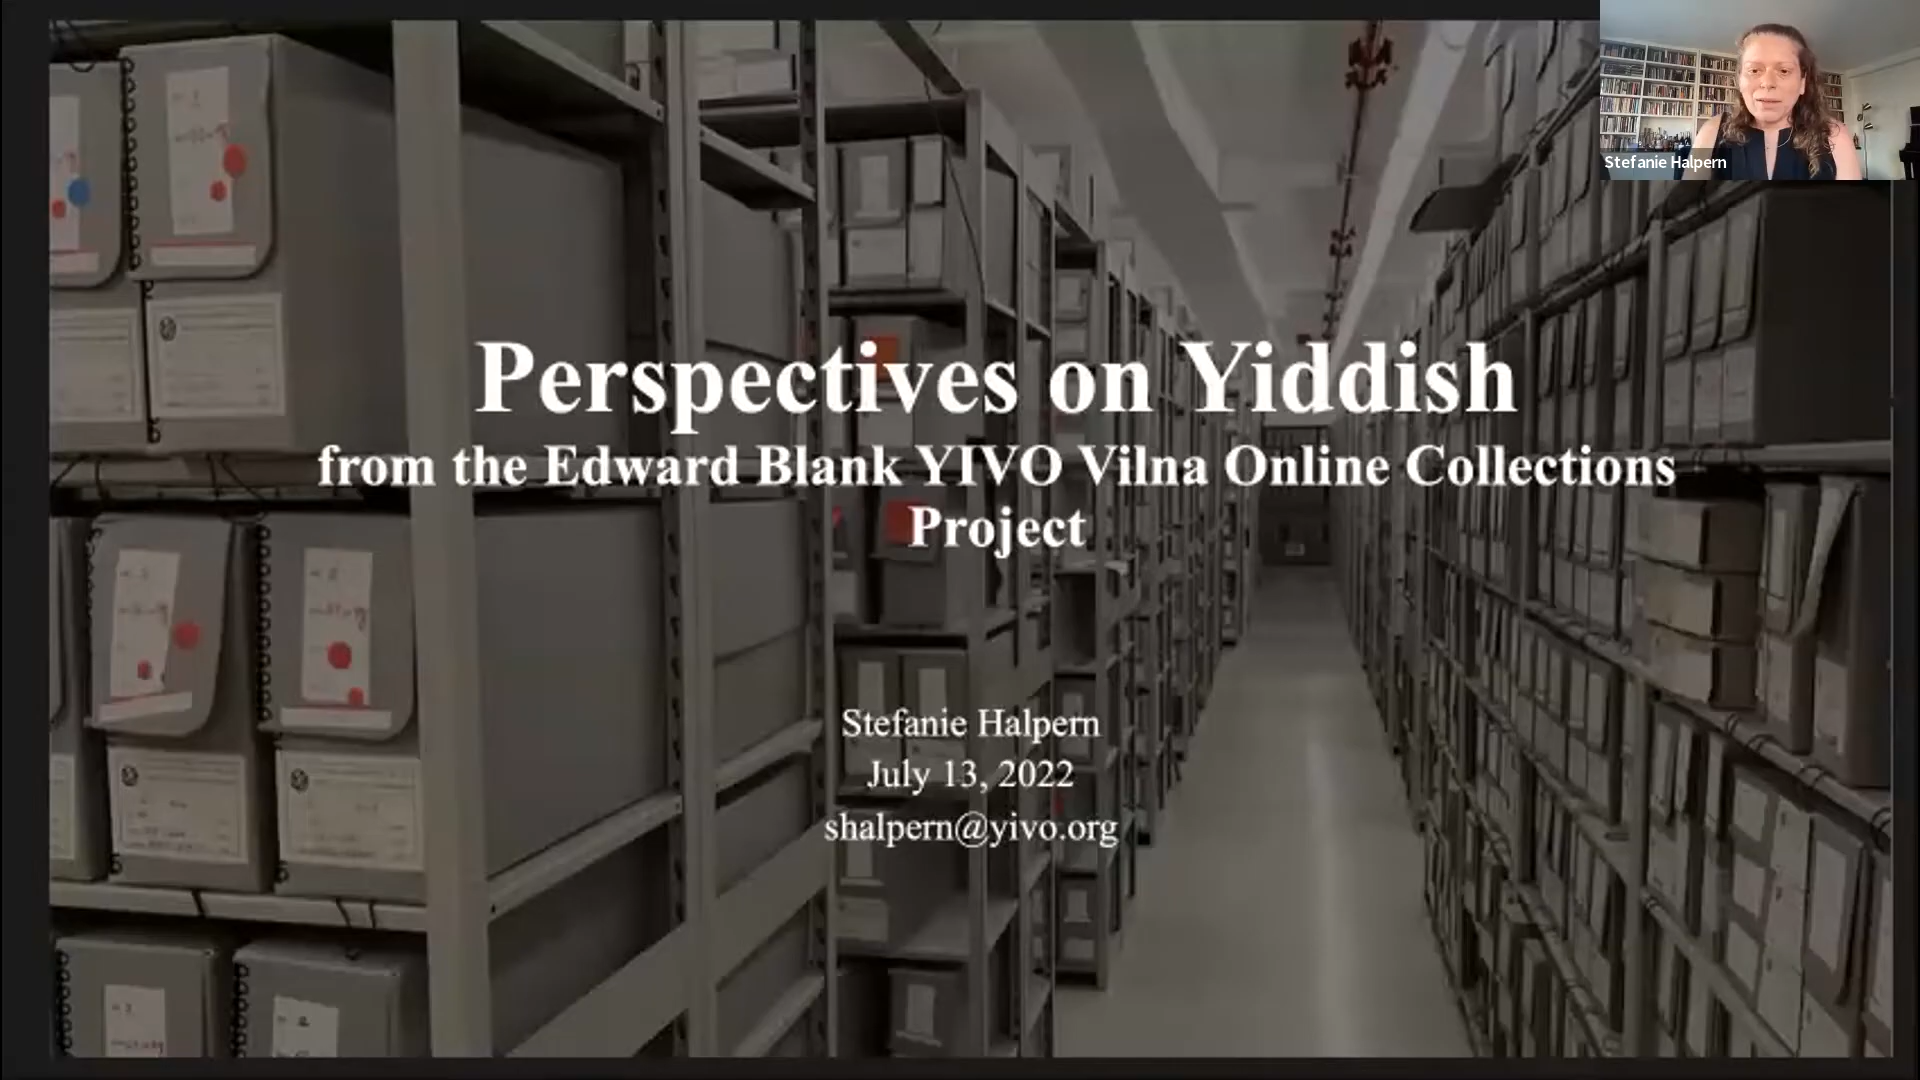 Stefanie Halpern
Perspectives on Yiddish
from the Edward Blank YIVO Vilna Online Collections
Project
Stefanie Halpern
July 13, 2022
shalpern@yivo.org